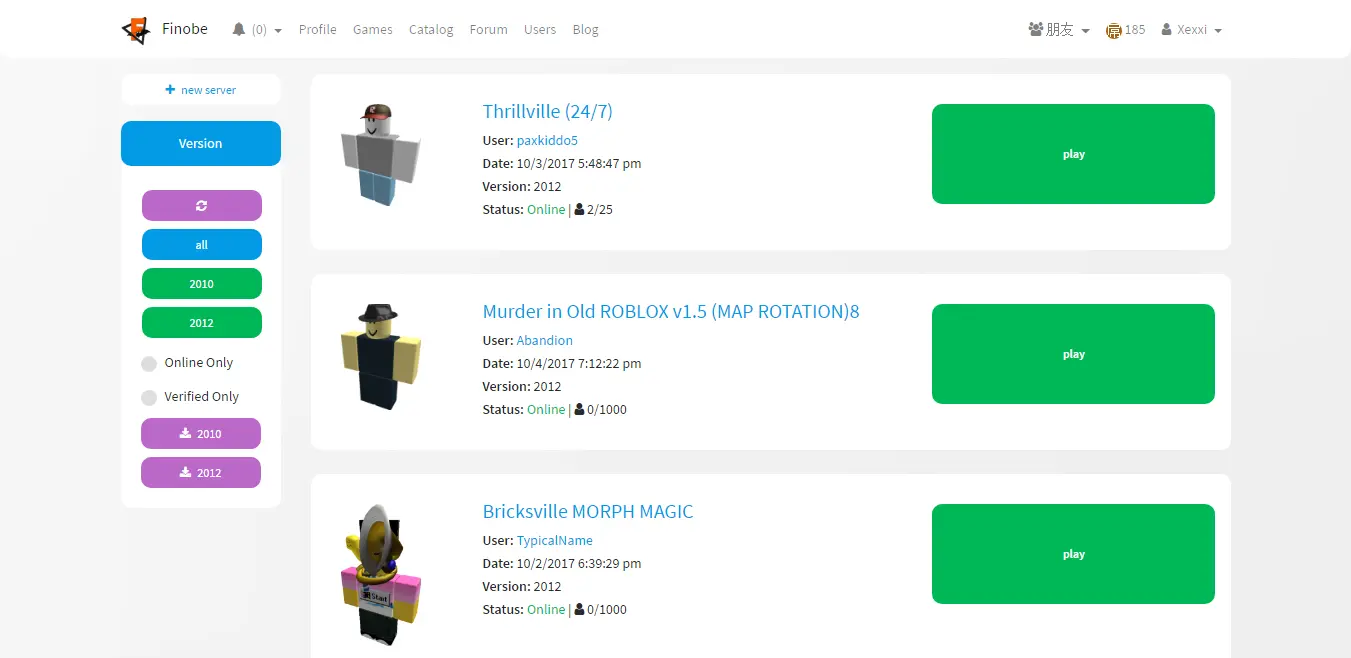 Finobe (0) Profile Games Catalog Forum Users Blog 朋友 185 Xexxi
new server
Version
all
2010
2012
Online Only
Verified Only
2010
2012
Thrillville (24/7)
User: paxkiddo5
Date: 10/3/2017 5:48:47 pm
Version: 2012
Status: Online | 2/25
play
Murder in Old ROBLOX v1.5 (MAP ROTATION)8
User: Abandion
Date: 10/4/2017 7:12:22 pm
Version: 2012
Status: Online | 0/1000
play
Start
Bricksville MORPH MAGIC
User: TypicalName
Date: 10/2/2017 6:39:29 pm
Version: 2012
Status: Online | 0/1000
play